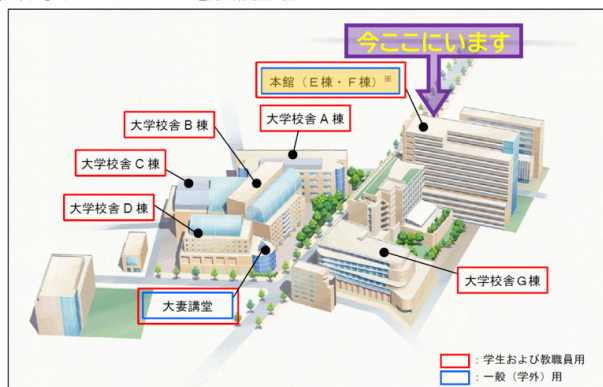 今ここにいます
本館（E棟・F棟）※
大学校舎A棟
大学校舎B棟
大学校舎C棟
大学校舎D棟
大妻講堂
大学校舎G棟
：学生および教職員用
：一般（学外）用